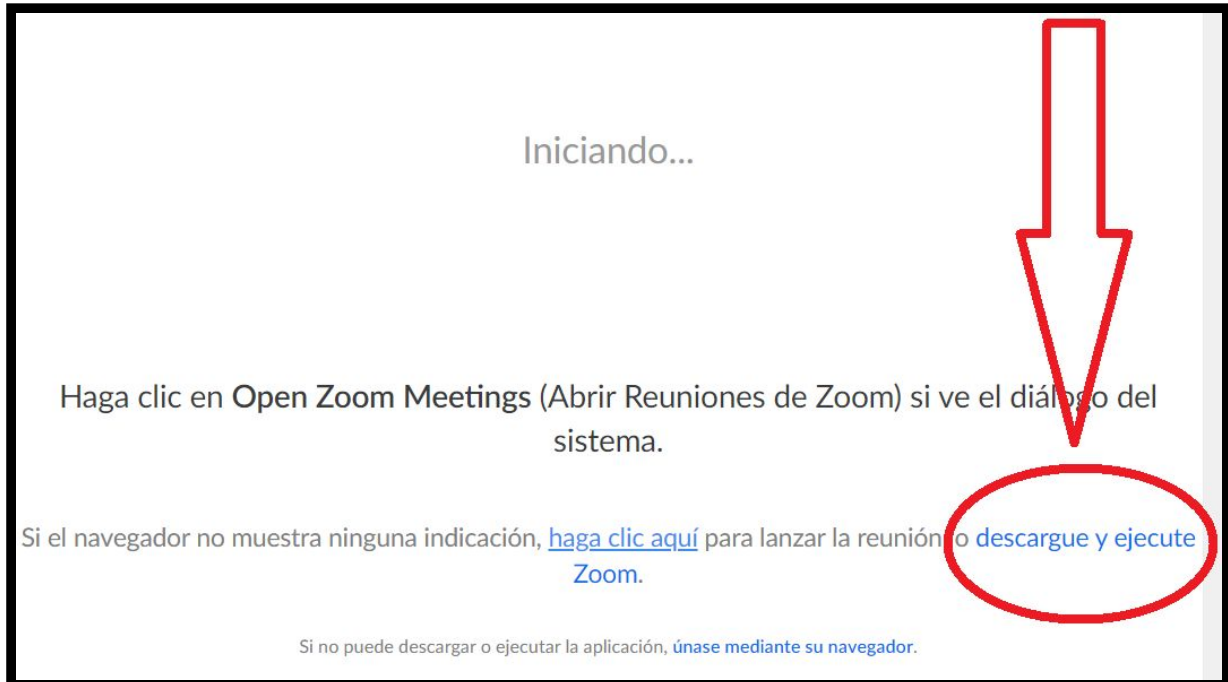 Iniciando...
Haga clic en Open Zoom Meetings (Abrir Reuniones de Zoom) si ve el diálogo del
sistema.
Si el navegador no muestra ninguna indicación, haga clic aquí para lanzar la reunión, o descargue y ejecute
Zoom.
Si no puede descargar o ejecutar la aplicación, únase mediante su navegador.